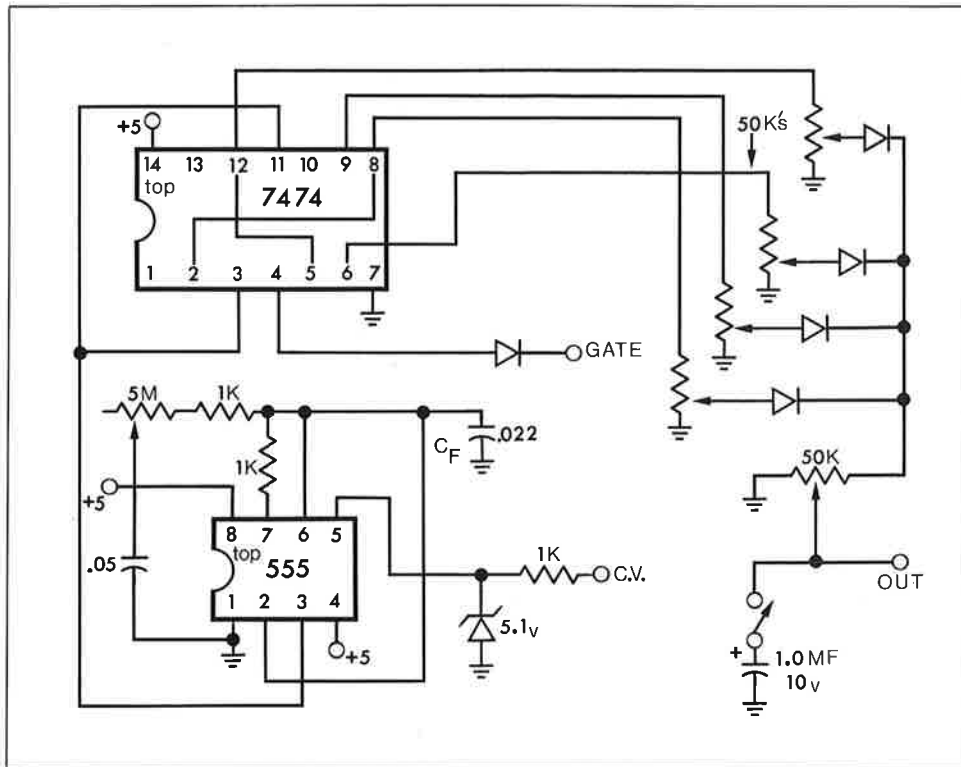 +5
50K's
14 13 12 11 10 9 8
top
7474
1 2 3 4 5 6 7
GATE
5M
1K
.022
CF
1K
50K
+5
8 7 6 5
top
555
1K
C.V.
.05
OUT
1 2 3 4
5.1v
+5
+
1.0 MF
10v